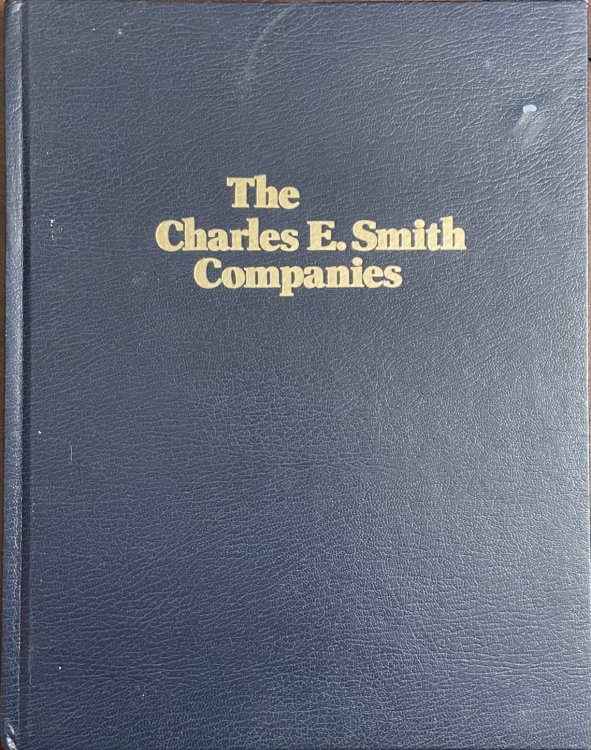 The
Charles E. Smith
Companies